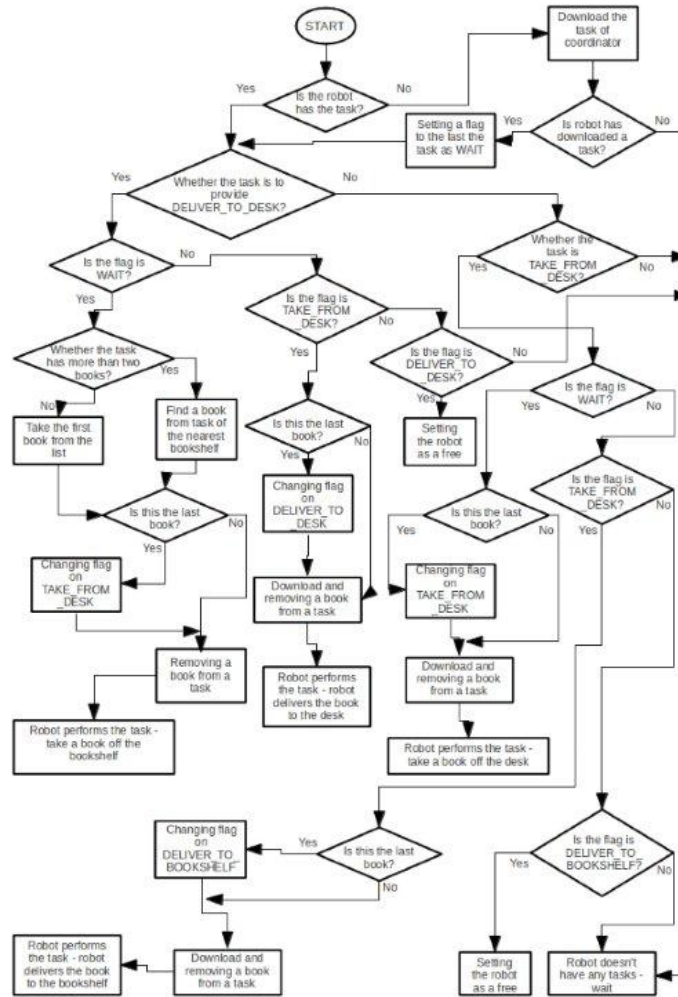 START
Download the
task of
coordinator
Yes
Is the robot
has the task?
No
Setting a flag
to the last the
task as WAIT
Yes
Is robot has
downloaded a
task?
No
Yes
Whether the task is to
provide
DELIVER_TO_DESK?
No
Is the flag is
WAIT?
No
Yes
Whether the
task is
TAKE_FROM
_DESK?
No
Yes
Is the flag is
TAKE_FROM
_DESK?
No
Yes
Whether the task
has more than two
books?
Yes
No
Is the flag is
DELIVER_TO
_DESK?
No
Yes
Is the flag is
WAIT?
Yes
No
Take the first
book from the
list
Find a book
from task of
the nearest
bookshelf
Is this the last
book?
No
Yes
Setting
the robot
as a free
Is the flag is
TAKE_FROM
_DESK?
Yes
No
Changing flag
on
DELIVER_TO
_DESK
Is this the last
book?
No
Yes
Is this the last
book?
Yes
No
Changing flag
on
TAKE_FROM
_DESK
Download and
removing a book
from a task
Changing flag
on
TAKE_FROM
_DESK
Removing a
book from a
task
Robot performs
the task - robot
delivers the book
to the desk
Download and
removing a book
from a task
Robot performs the task -
take a book off the
bookshelf
Robot performs the task -
take a book off the desk
Changing flag
on
DELIVER_TO_
BOOKSHELF
Yes
Is this the last
book?
No
Is the flag is
DELIVER_TO
BOOKSHELF?
Yes
No
Robot performs
the task - robot
delivers the book
to the bookshelf
Download and
removing a book
from a task
Setting
the robot
as a free
Robot doesn't
have any tasks -
wait